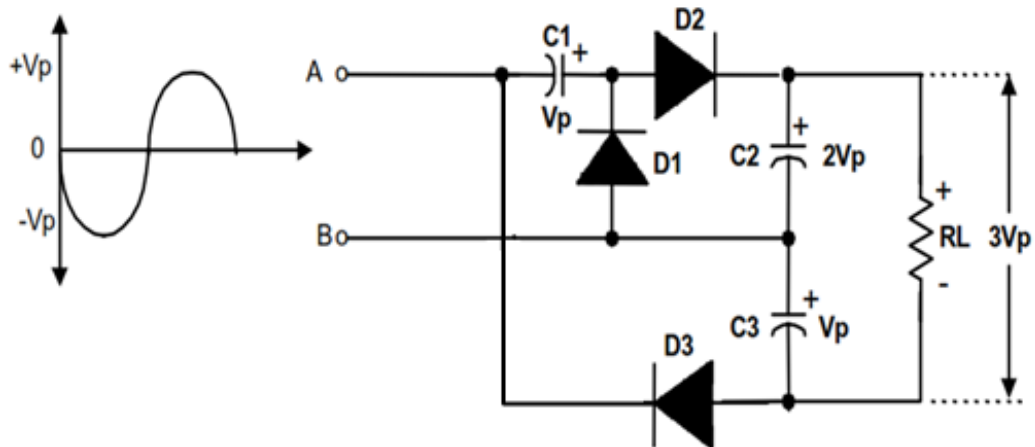 +Vp
0
-Vp
A
B
C1
+
Vp
D1
D2
+
C2 2Vp
+
C3 Vp
D3
+
RL
-
3Vp